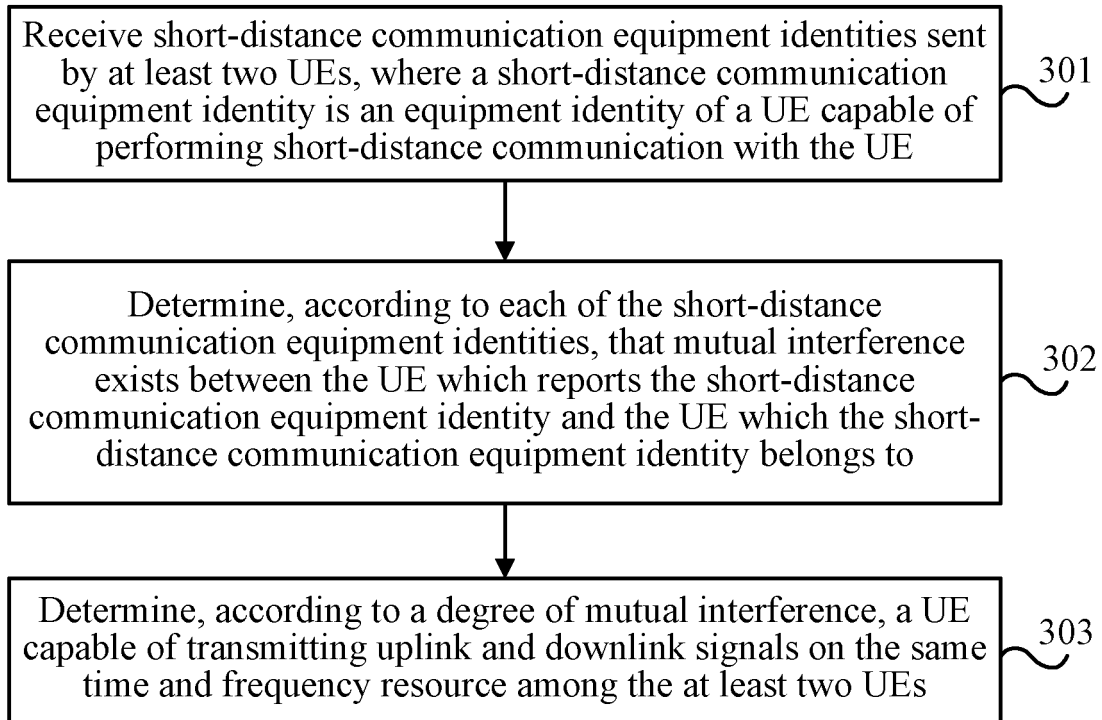 Receive short-distance communication equipment identities sent
by at least two UEs, where a short-distance communication
equipment identity is an equipment identity of a UE capable of
performing short-distance communication with the UE
301
Determine, according to each of the short-distance
communication equipment identities, that mutual interference
exists between the UE which reports the short-distance
communication equipment identity and the UE which the short-
distance communication equipment identity belongs to
302
Determine, according to a degree of mutual interference, a UE
capable of transmitting uplink and downlink signals on the same
time and frequency resource among the at least two UEs
303